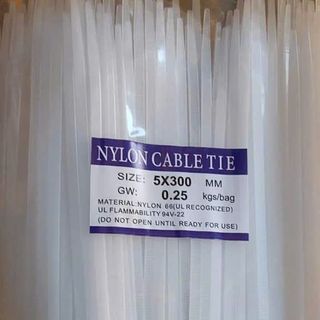 NYLON CABLE TIE
SIZE: 5X300 MM
GW: 0.25 kgs/bag
MATERIAL:NYLON 66(UL RECOGNIZED)
UL FLAMMABILITY 94V-22
(DO NOT OPEN UNTIL READY FOR USE)